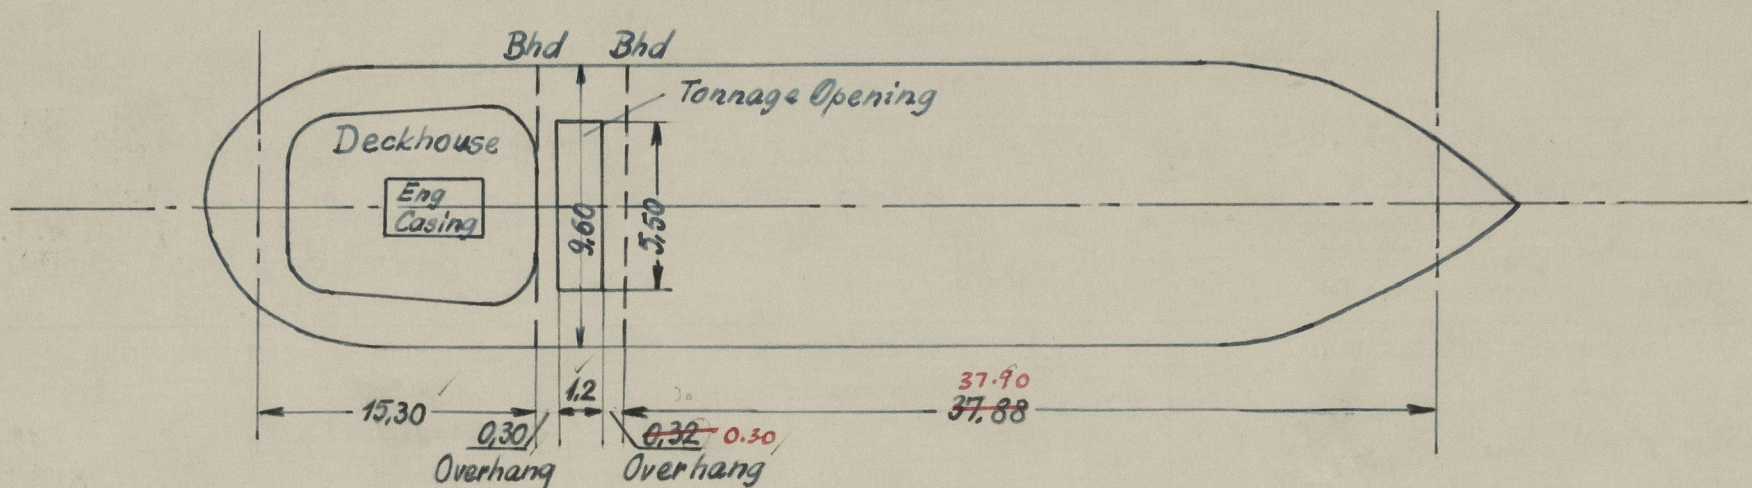 Bhd Bhd
Tonnage Opening
Deckhouse
Eng
Casing
9,60
5,50
15,30
1,2
37.90
37,88
0,30
0,32 0.30
Overhang
Overhang